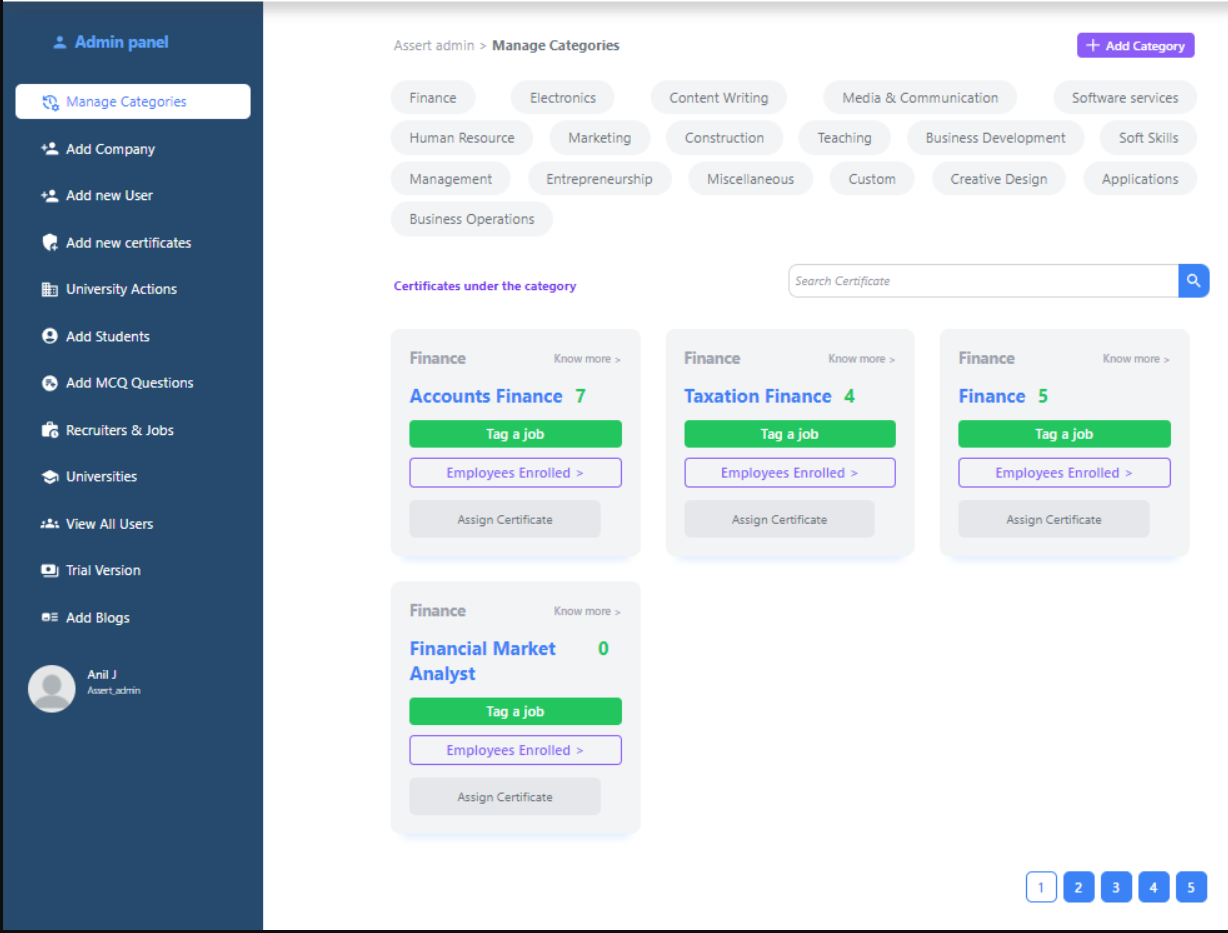 Admin panel
Manage Categories
Add Company
Add new User
Add new certificates
University Actions
Add Students
Add MCQ Questions
Recruiters & Jobs
Universities
View All Users
Trial Version
Add Blogs
Anil J
Assert_admin
Assert admin > Manage Categories
Add Category
Finance Electronics Content Writing Media & Communication Software services
Human Resource Marketing Construction Teaching Business Development Soft Skills
Management Entrepreneurship Miscellaneous Custom Creative Design Applications
Business Operations
Certificates under the category
Search Certificate
Finance Know more >
Accounts Finance 7
Tag a job
Employees Enrolled >
Assign Certificate
Finance Know more >
Taxation Finance 4
Tag a job
Employees Enrolled >
Assign Certificate
Finance Know more >
Finance 5
Tag a job
Employees Enrolled >
Assign Certificate
Finance Know more >
Financial Market 0
Analyst
Tag a job
Employees Enrolled >
Assign Certificate
1 2 3 4 5